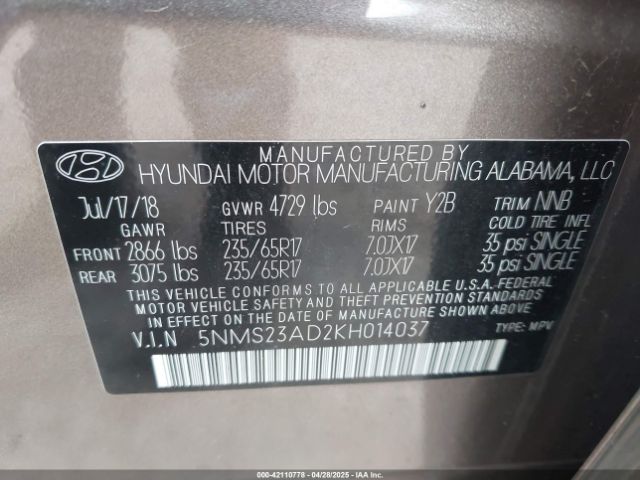 MANUFACTURED BY
HYUNDAI MOTOR MANUFACTURING ALABAMA, LLC
Jul/17/18 GVWR 4729 lbs PAINT Y2B TRIM NNB
GAWR TIRES RIMS COLD TIRE INFL
FRONT 2866 lbs 235/65R17 7.0JX17 35 psi SINGLE
REAR 3075 lbs 235/65R17 7.0JX17 35 psi SINGLE
THIS VEHICLE CONFORMS TO ALL APPLICABLE U.S.A. FEDERAL
MOTOR VEHICLE SAFETY AND THEFT PREVENTION STANDARDS
IN EFFECT ON THE DATE OF MANUFACTURE SHOWN ABOVE.
V.I.N 5NMS23AD2KH014037 TYPE: MPV
000-42110778 - 04/28/2025 - IAAI.COM